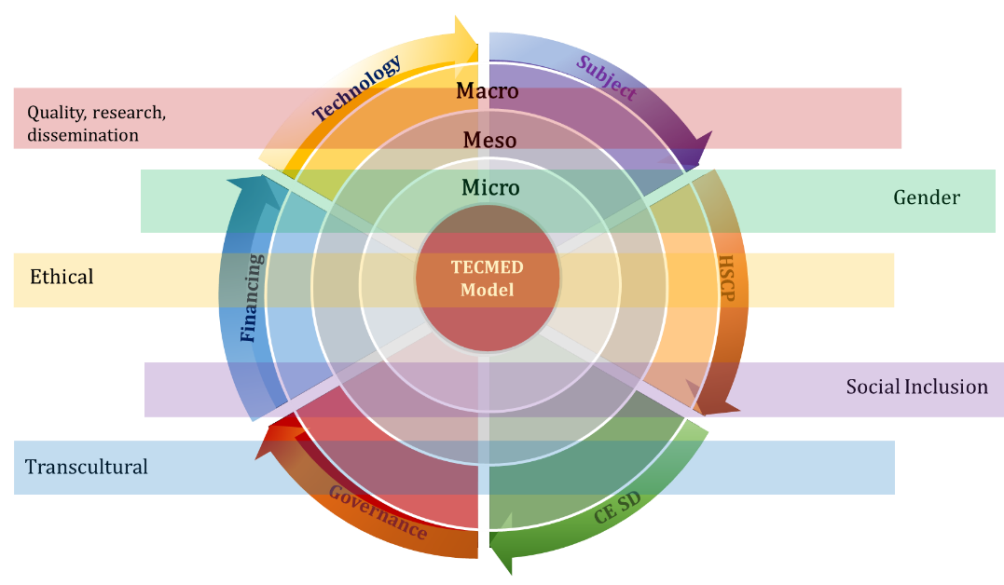 Technology
Subject
Macro
Quality, research,
dissemination
Meso
Micro
Gender
TECMED
Model
HSCP
Ethical
Financing
Social Inclusion
Transcultural
Governance
CE SD